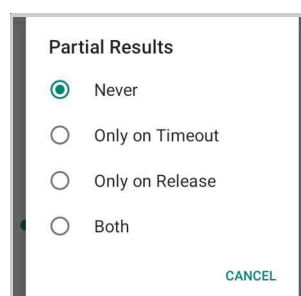 Partial Results
Never
Only on Timeout
Only on Release
Both
CANCEL